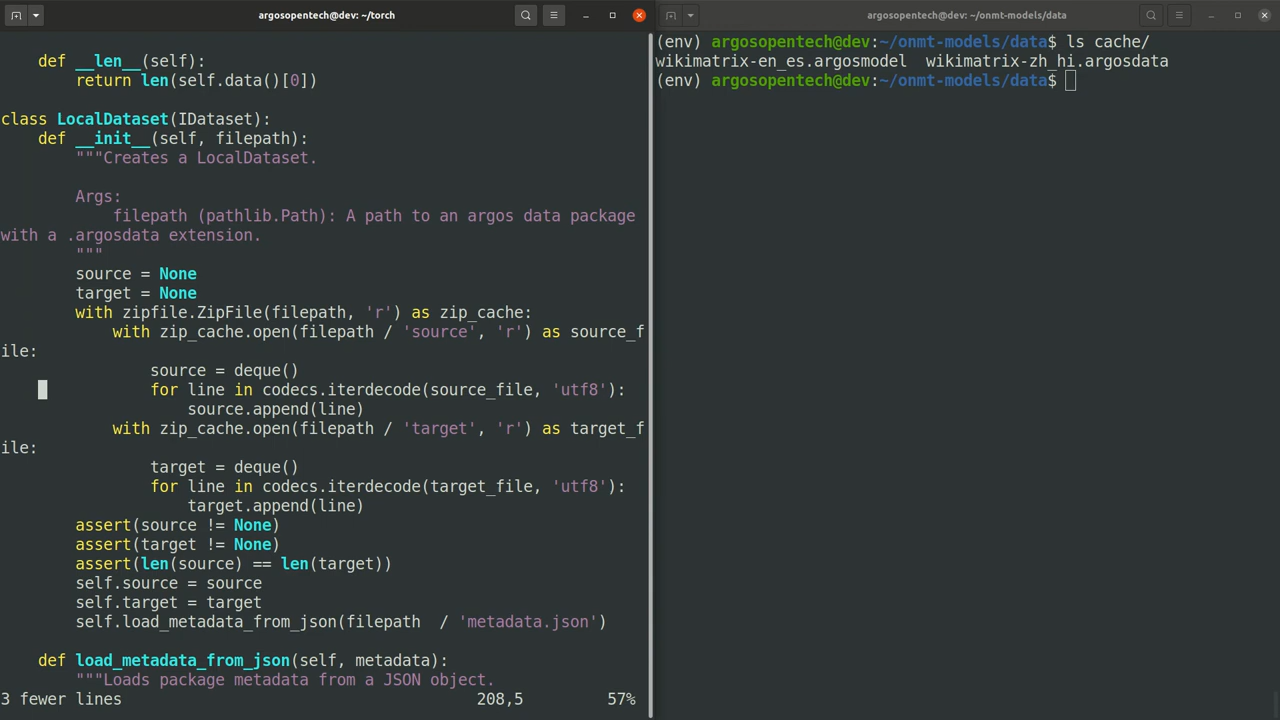 argosopentech@dev: ~/torch
    def __len__(self):
        return len(self.data()[0])

class LocalDataset(IDataset):
    def __init__(self, filepath):
        """Creates a LocalDataset.

        Args:
            filepath (pathlib.Path): A path to an argos data package
with a .argosdata extension.
        """
        source = None
        target = None
        with zipfile.ZipFile(filepath, 'r') as zip_cache:
            with zip_cache.open(filepath / 'source', 'r') as source_f
ile:
                source = deque()
                for line in codecs.iterdecode(source_file, 'utf8'):
                    source.append(line)
            with zip_cache.open(filepath / 'target', 'r') as target_f
ile:
                target = deque()
                for line in codecs.iterdecode(target_file, 'utf8'):
                    target.append(line)
        assert(source != None)
        assert(target != None)
        assert(len(source) == len(target))
        self.source = source
        self.target = target
        self.load_metadata_from_json(filepath  / 'metadata.json')

    def load_metadata_from_json(self, metadata):
        """Loads package metadata from a JSON object.
3 fewer lines 208,5 57%
argosopentech@dev: ~/onmt-models/data
(env) argosopentech@dev:~/onmt-models/data$ ls cache/
wikimatrix-en_es.argosmodel  wikimatrix-zh_hi.argosdata
(env) argosopentech@dev:~/onmt-models/data$